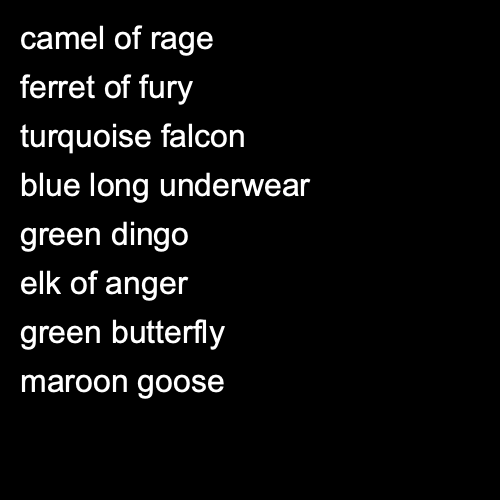 camel of rage
ferret of fury
turquoise falcon
blue long underwear
green dingo
elk of anger
green butterfly
maroon goose